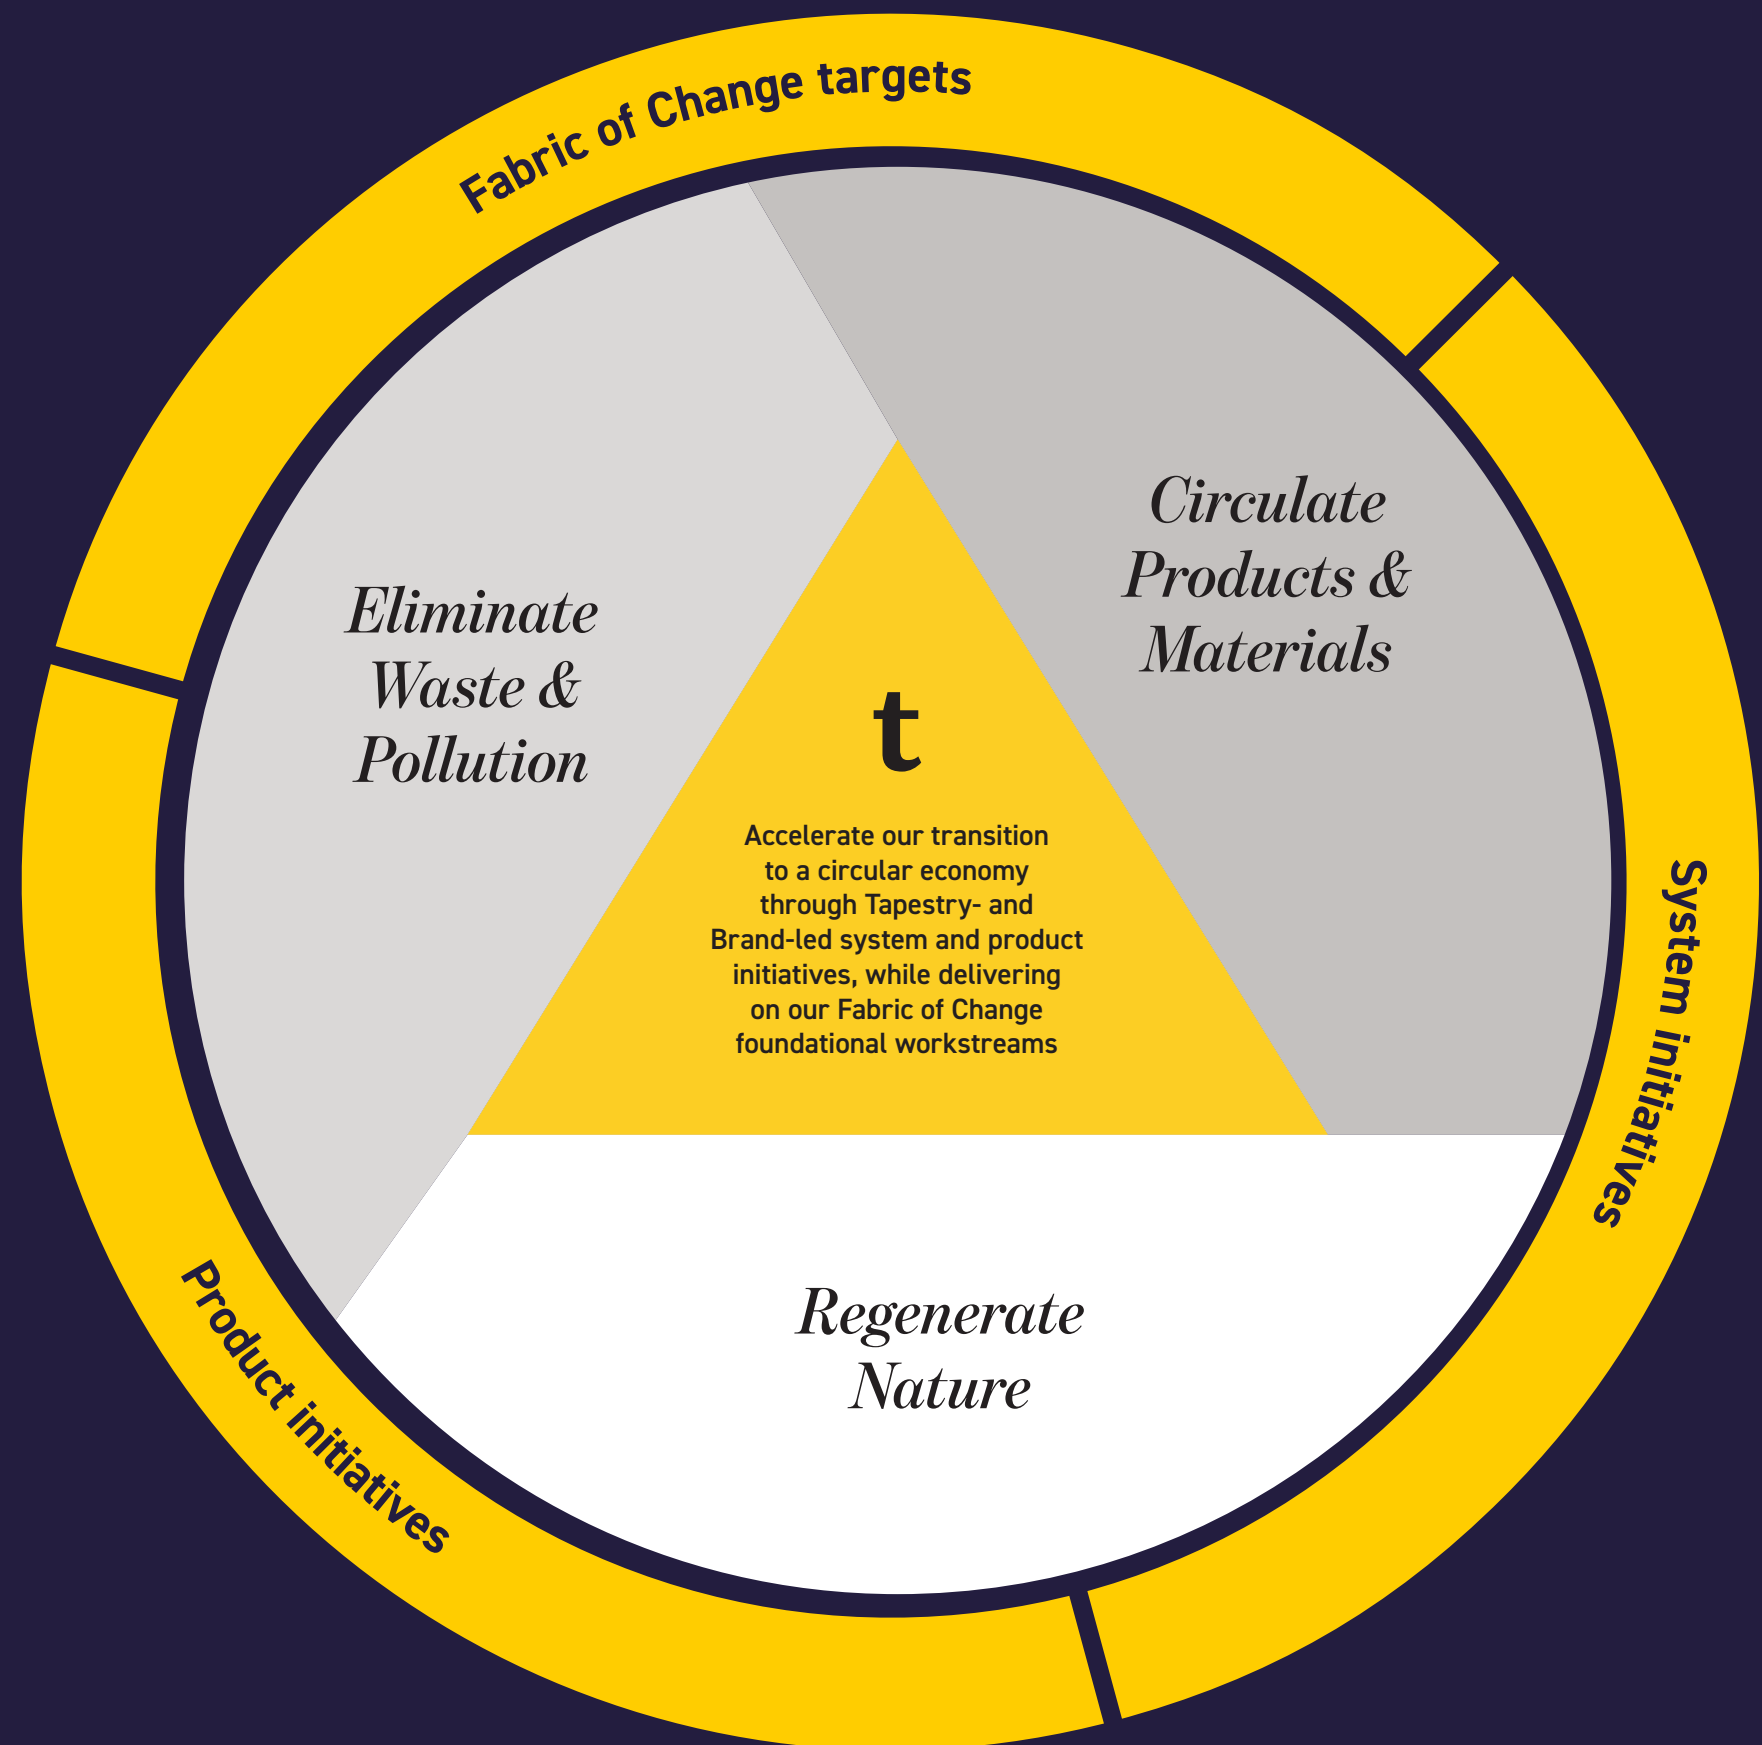 Fabric of Change targets
Circulate
Products &
Materials
Eliminate
Waste &
Pollution
t
Accelerate our transition
to a circular economy
through Tapestry- and
Brand-led system and product
initiatives, while delivering
on our Fabric of Change
foundational workstreams
System initiatives
Product initiatives
Regenerate
Nature